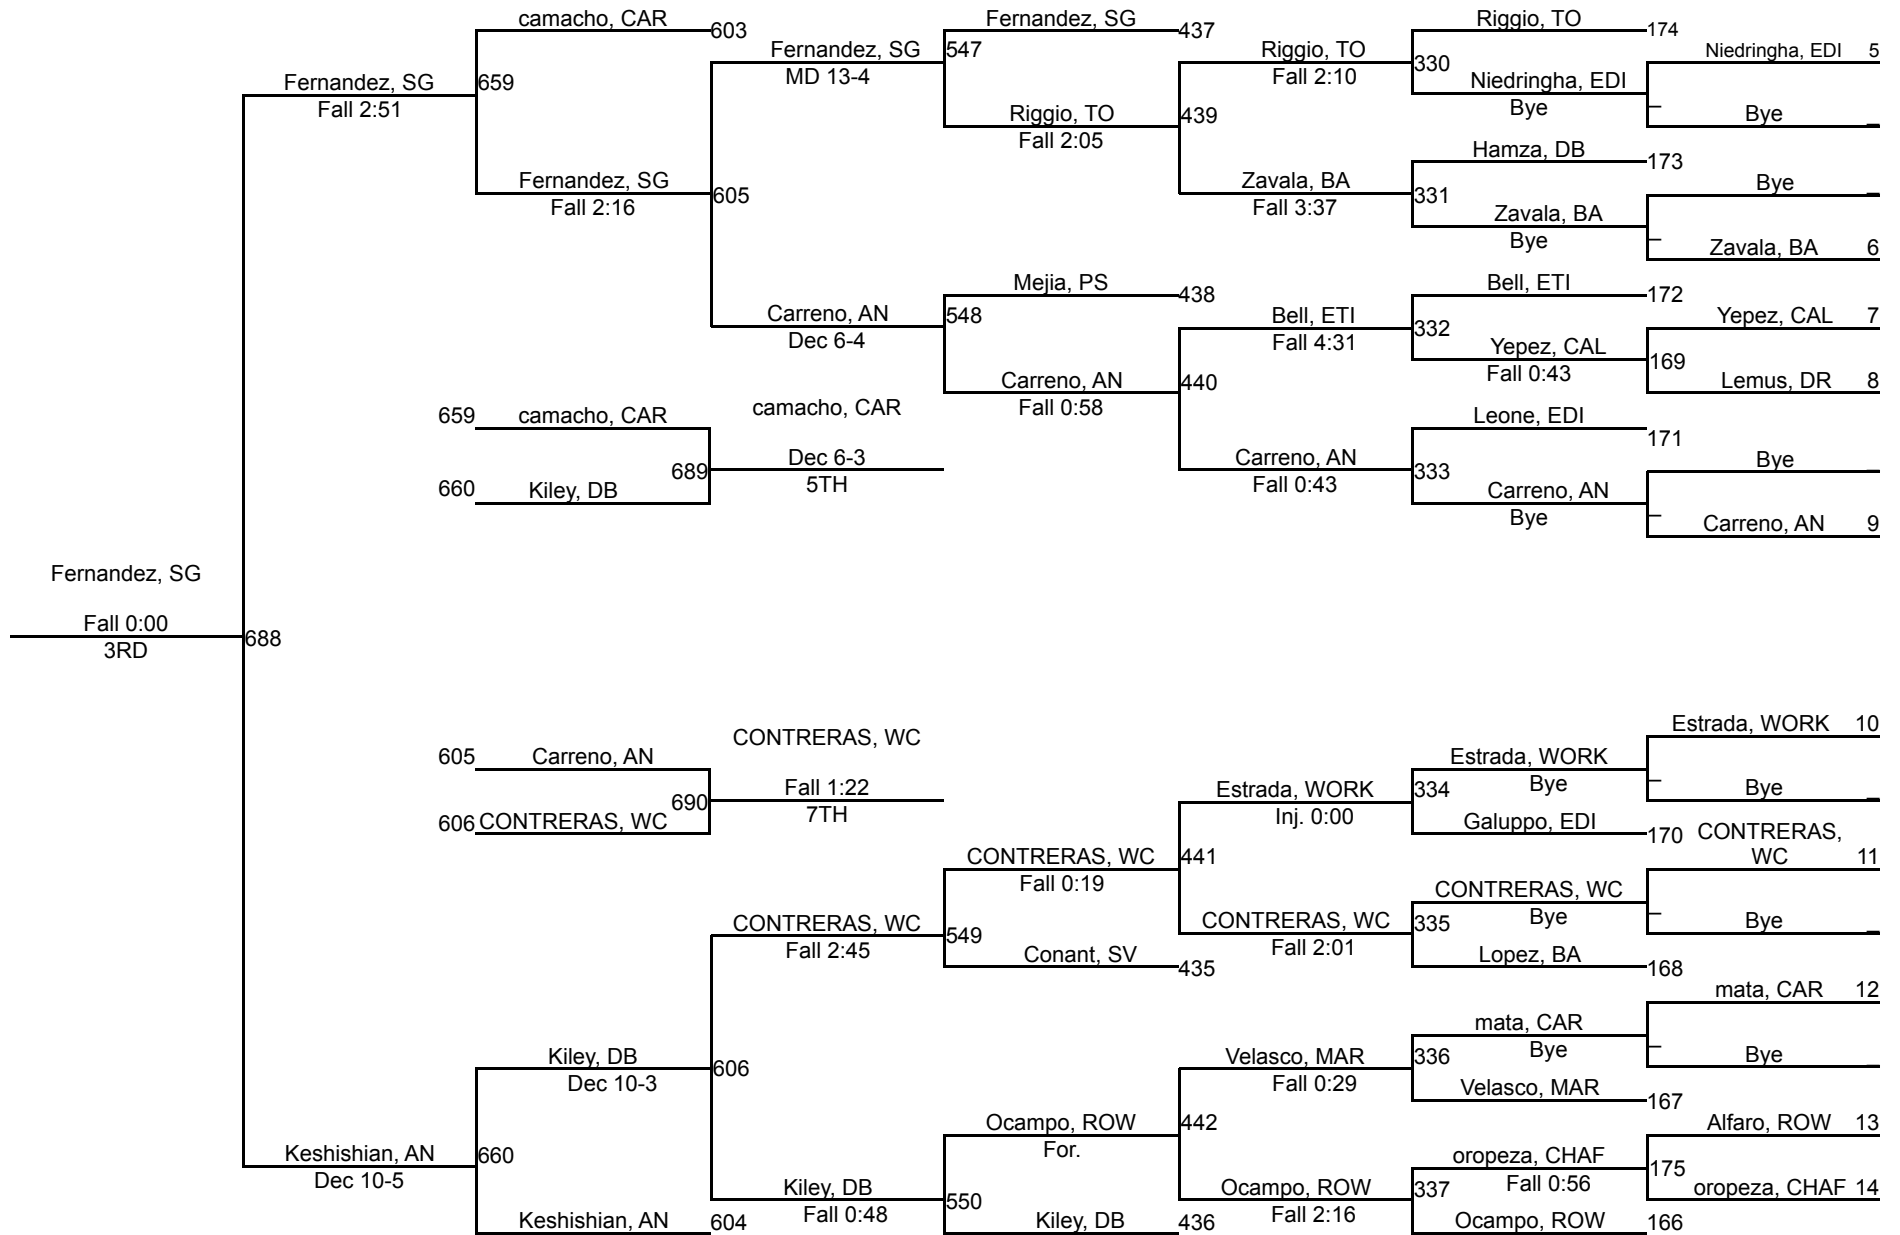 camacho, CAR
603
Fernandez, SG
437
Riggio, TO
174
Fernandez, SG
MD 13-4
547
Riggio, TO
Fall 2:10
330
Niedringha, EDI 5
Fernandez, SG
Fall 2:51
659
Niedringha, EDI
Bye
Bye
Riggio, TO
Fall 2:05
439
Hamza, DB
173
Fernandez, SG
Fall 2:16
605
Zavala, BA
Fall 3:37
331
Bye
Zavala, BA
Bye
Zavala, BA 6
Mejia, PS
438
Bell, ETI
172
Carreno, AN
Dec 6-4
548
Bell, ETI
Fall 4:31
332
Yepez, CAL 7
Yepez, CAL
Fall 0:43
169
Carreno, AN
Fall 0:58
440
Lemus, DR 8
659 camacho, CAR
camacho, CAR
Leone, EDI
171
689
Dec 6-3
5TH
Carreno, AN
Fall 0:43
333
Bye
660 Kiley, DB
Carreno, AN
Bye
Carreno, AN 9
Fernandez, SG
Fall 0:00
3RD
688
CONTRERAS, WC
Estrada, WORK 10
605 Carreno, AN
Estrada, WORK
Bye
690
Fall 1:22
7TH
Estrada, WORK
Inj. 0:00
334
Bye
606 CONTRERAS, WC
Galuppo, EDI
170
CONTRERAS,
WC 11
CONTRERAS, WC
Fall 0:19
441
CONTRERAS, WC
Bye
CONTRERAS, WC
Fall 2:45
549
CONTRERAS, WC
Fall 2:01
335
Bye
Conant, SV
435
Lopez, BA
168
mata, CAR 12
mata, CAR
Bye
Kiley, DB
Dec 10-3
606
Velasco, MAR
Fall 0:29
336
Bye
Velasco, MAR
167
Ocampo, ROW
For.
442
Alfaro, ROW 13
Keshishian, AN
Dec 10-5
660
oropeza, CHAF
Fall 0:56
175
Kiley, DB
Fall 0:48
550
Ocampo, ROW
Fall 2:16
337
oropeza, CHAF 14
Keshishian, AN
604
Kiley, DB
436
Ocampo, ROW
166